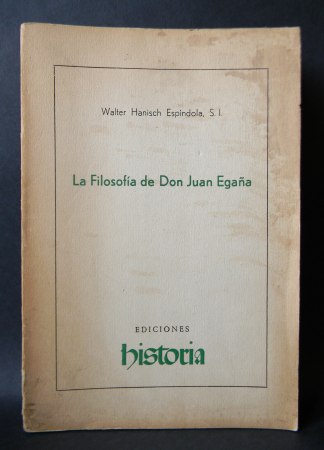 Walter Hanisch Espíndola, S. I.
La Filosofía de Don Juan Egaña
EDICIONES
historia